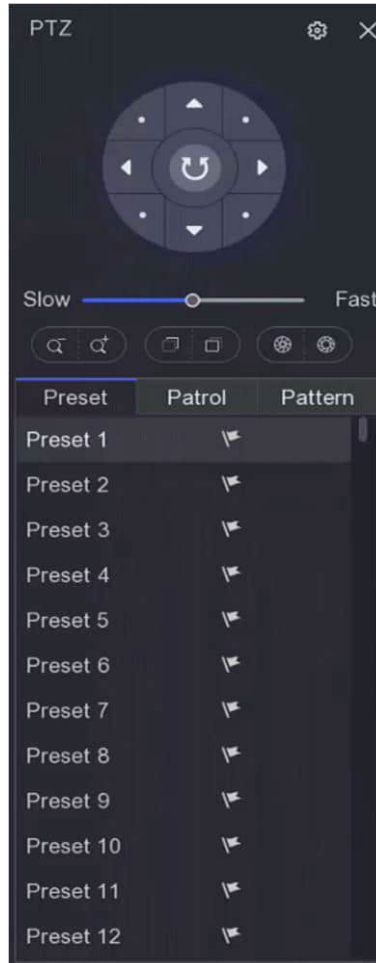 PTZ
Slow Fast
Preset Patrol Pattern
Preset 1
Preset 2
Preset 3
Preset 4
Preset 5
Preset 6
Preset 7
Preset 8
Preset 9
Preset 10
Preset 11
Preset 12